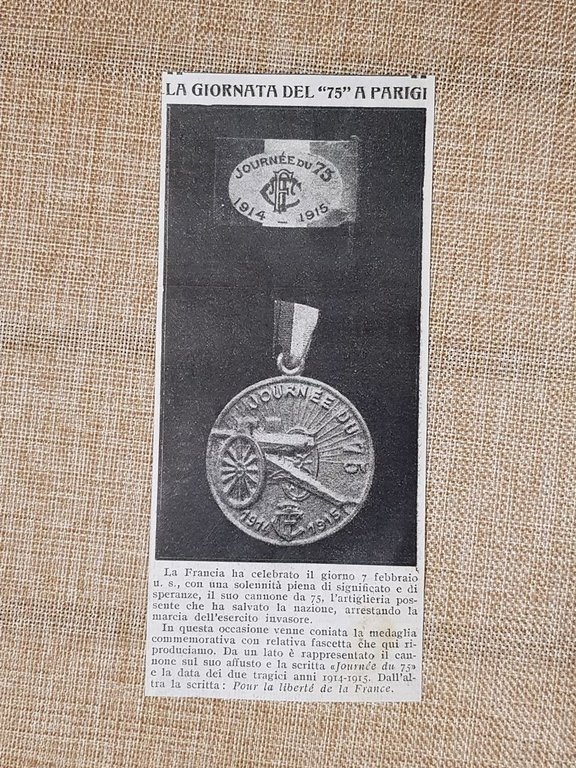 LA GIORNATA DEL "75" A PARIGI
JOURNÉE DU 75
1914 - 1915
JOURNÉE DU 75
1914 1915
La Francia ha celebrato il giorno 7 febbraio
u. s., con una solennità piena di significato e di
speranze, il suo cannone da 75, l'artiglieria pos-
sente che ha salvato la nazione, arrestando la
marcia dell'esercito invasore.
In questa occasione venne coniata la medaglia
commemorativa con relativa fascetta che qui ri-
produciamo. Da un lato è rappresentato il can-
none sul suo affusto e la scritta «Journée du 75»
e la data dei due tragici anni 1914-1915. Dall'al-
tra la scritta: Pour la liberté de la France.